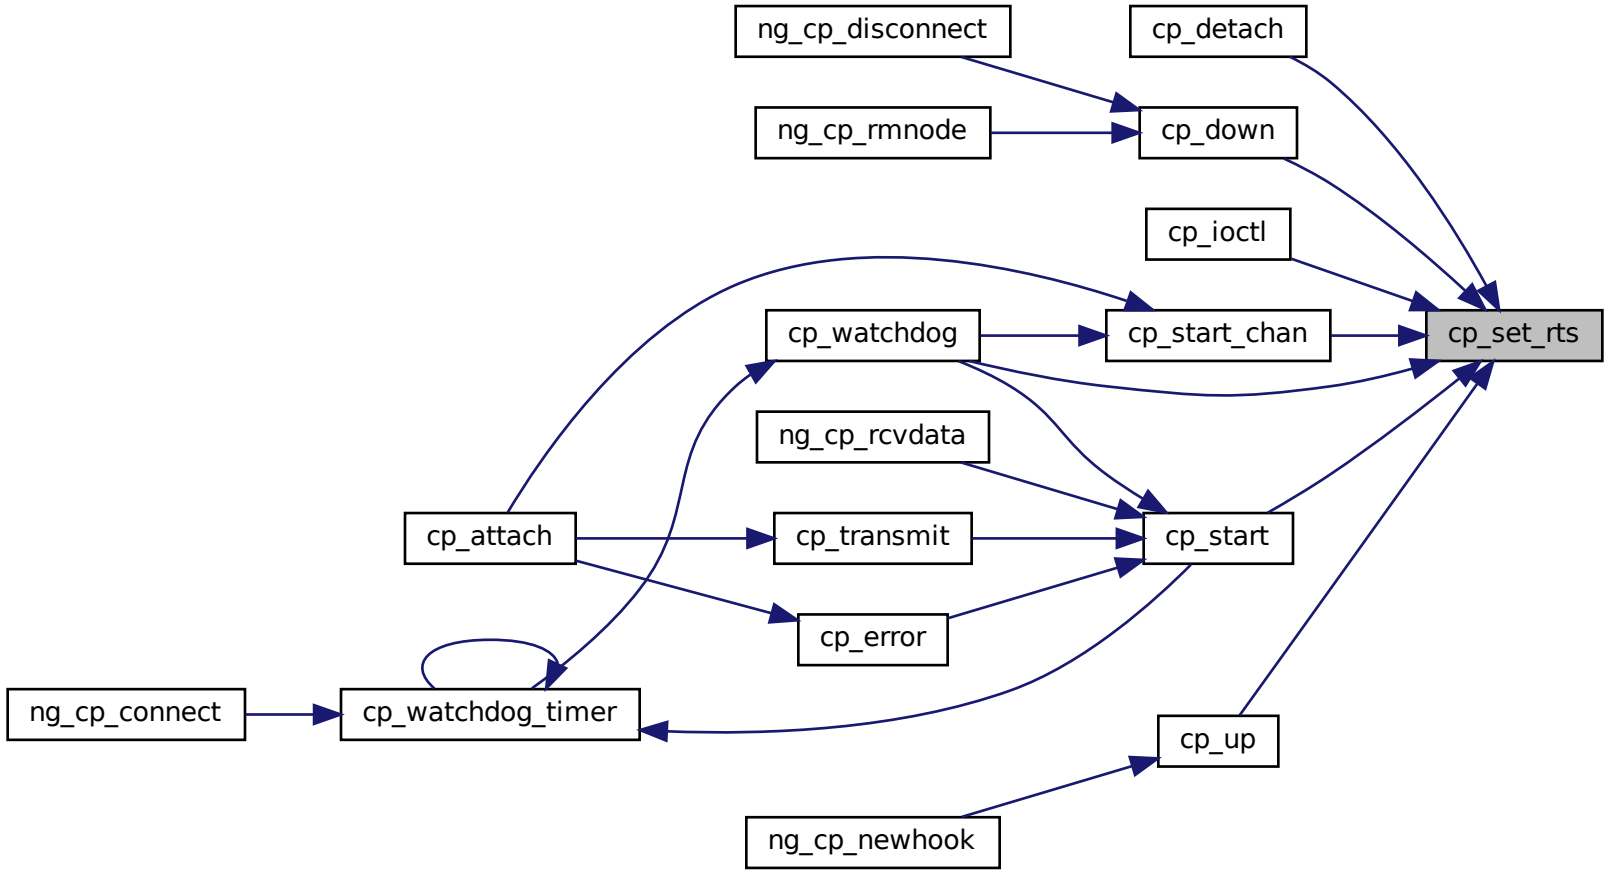 ng_cp_disconnect
cp_detach
ng_cp_rmnode
cp_down
cp_ioctl
cp_watchdog
cp_start_chan
cp_set_rts
ng_cp_rcvdata
cp_attach
cp_transmit
cp_start
cp_error
ng_cp_connect
cp_watchdog_timer
cp_up
ng_cp_newhook